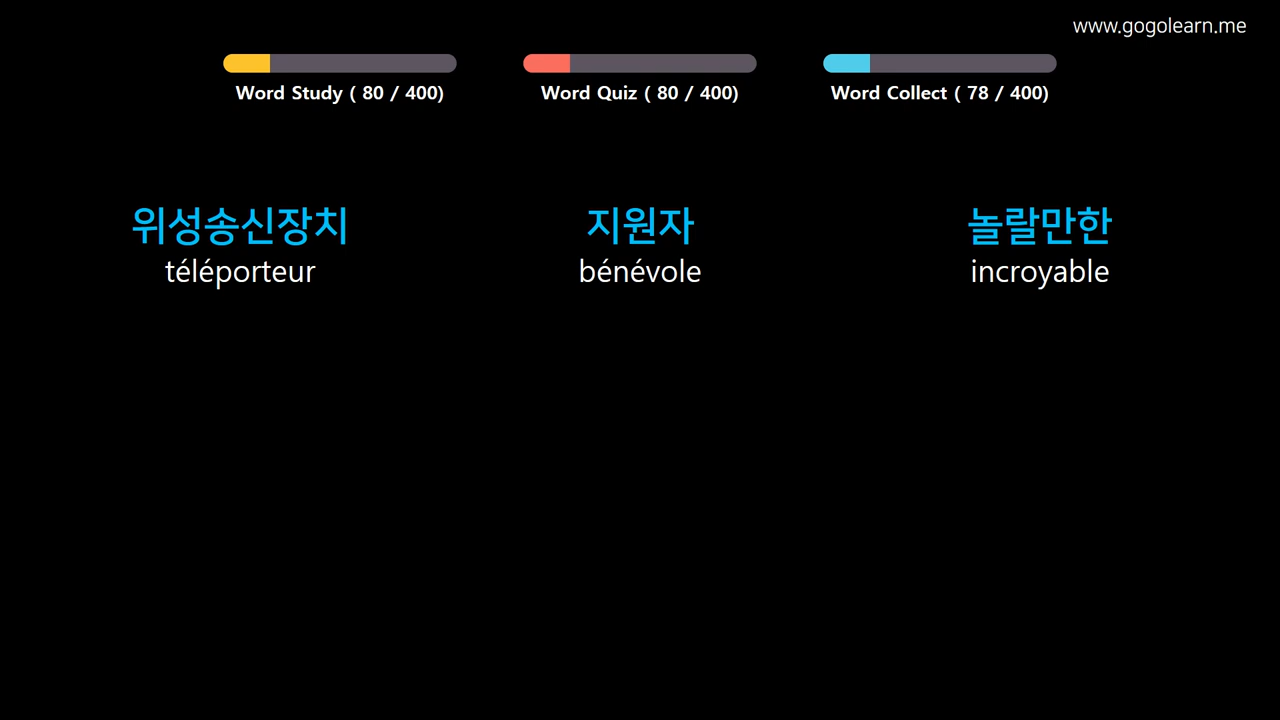 www.gogolearn.me
Word Study ( 80 / 400)
Word Quiz ( 80 / 400)
Word Collect ( 78 / 400)
위성송신장치
téléporteur
지원자
bénévole
놀랄만한
incroyable